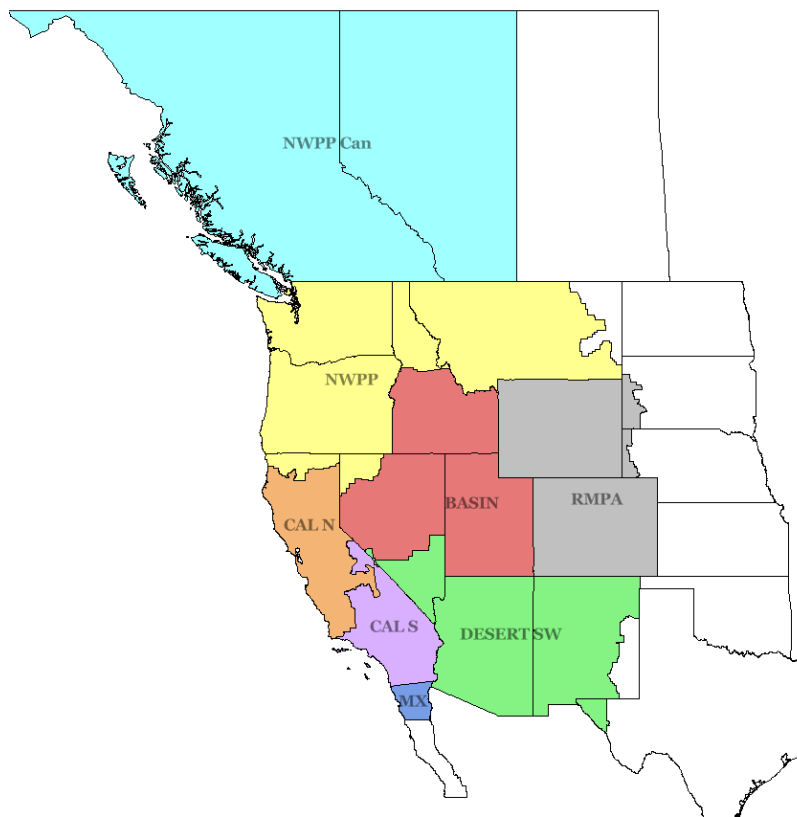 NWPP Can
NWPP
BASIN
RMPA
CAL N
CAL S
DESERT SW
MX